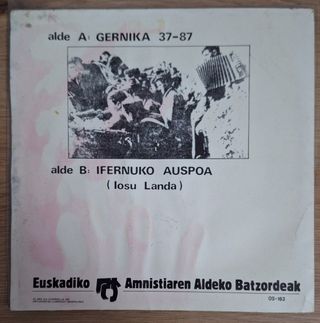 alde A: GERNIKA 37-87
alde B: IFERNUKO AUSPOA
(Iosu Landa)
Euskadiko Amnistiaren Aldeko Batzordeak
OS-163